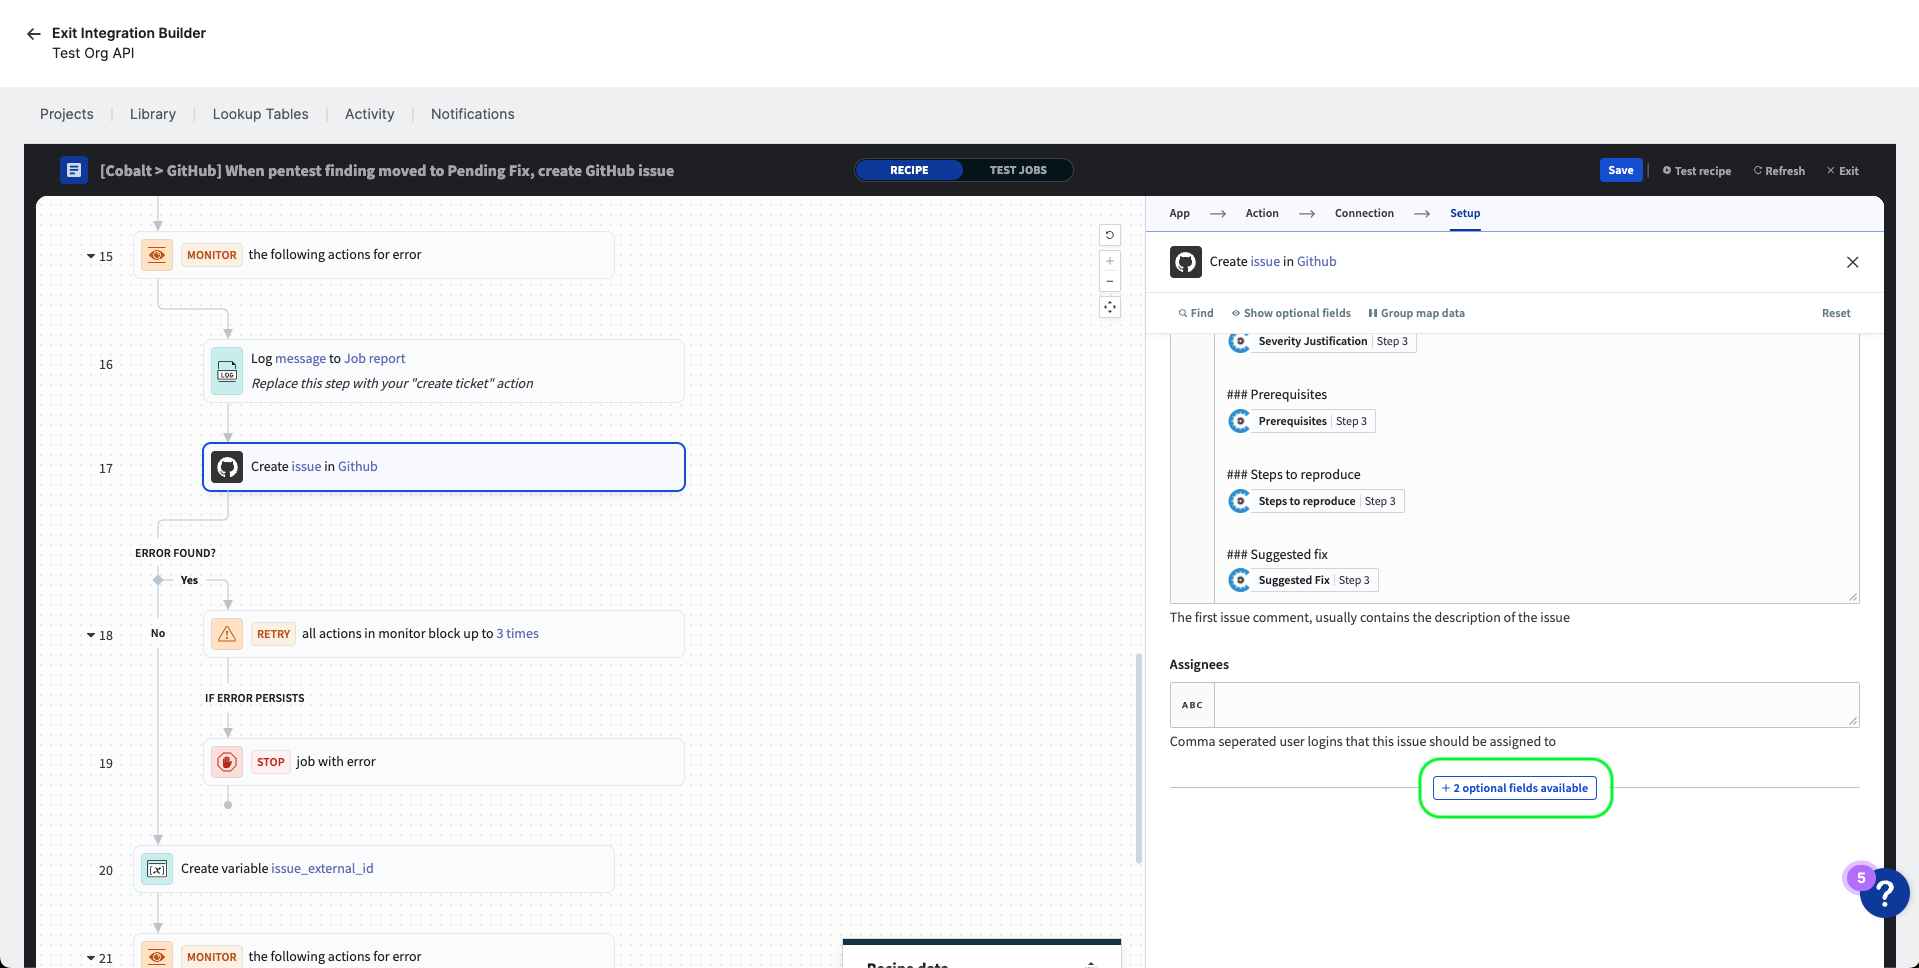 Exit Integration Builder
Test Org API
Projects
Library
Lookup Tables
Activity
Notifications
[Cobalt > GitHub] When pentest finding moved to Pending Fix, create GitHub issue
RECIPE
TEST JOBS
Save
Test recipe
Refresh
Exit
15
MONITOR the following actions for error
16
Log message to Job report
Replace this step with your "create ticket" action
17
Create issue in Github
ERROR FOUND?
Yes
No
18
RETRY all actions in monitor block up to 3 times
IF ERROR PERSISTS
19
STOP job with error
20
Create variable issue_external_id
21
MONITOR the following actions for error
Recipe data
App
Action
Connection
Setup
Create issue in Github
Find
Show optional fields
Group map data
Reset
Severity Justification Step 3
### Prerequisites
Prerequisites Step 3
### Steps to reproduce
Steps to reproduce Step 3
### Suggested fix
Suggested Fix Step 3
The first issue comment, usually contains the description of the issue
Assignees
ABC
Comma seperated user logins that this issue should be assigned to
+ 2 optional fields available
5
?